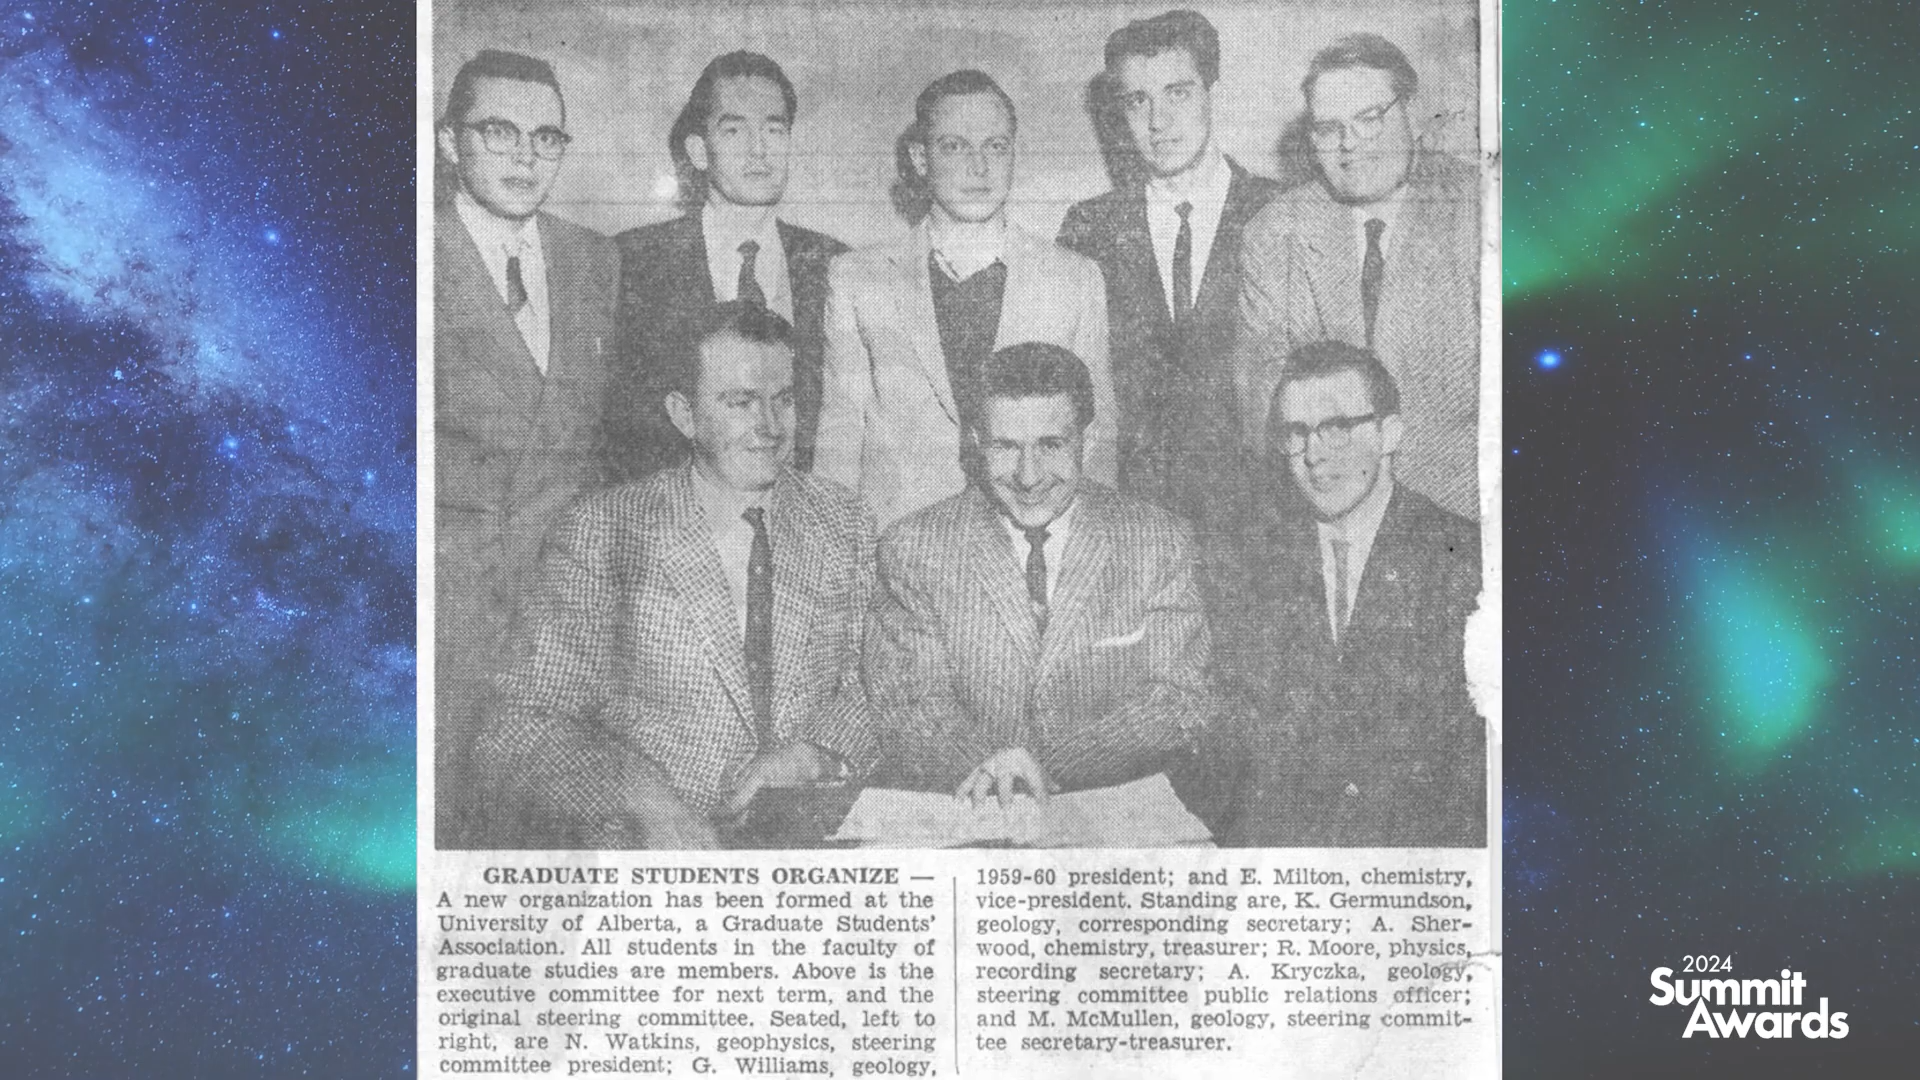 GRADUATE STUDENTS ORGANIZE —
A new organization has been formed at the
University of Alberta, a Graduate Students'
Association. All students in the faculty of
graduate studies are members. Above is the
executive committee for next term, and the
original steering committee. Seated, left to
right, are N. Watkins, geophysics, steering
committee president; G. Williams, geology,
1959-60 president; and E. Milton, chemistry,
vice-president. Standing are, K. Germundson,
geology, corresponding secretary; A. Sher-
wood, chemistry, treasurer; R. Moore, physics,
recording secretary; A. Kryczka, geology,
steering committee public relations officer;
and M. McMullen, geology, steering commit-
tee secretary-treasurer.
2024
Summit
Awards